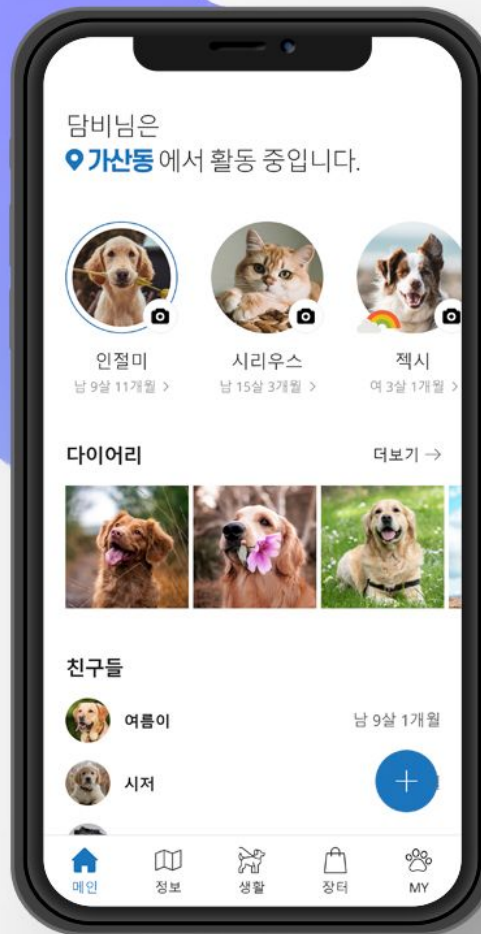 담비님은
가산동에서 활동 중입니다.
인절미
시리우스
젝시
남 9살 11개월 >
남 15살 3개월 >
여 3살 1개월 >
다이어리
더보기 →
친구들
여름이
남 9살 1개월
시저
메인
정보
생활
장터
MY